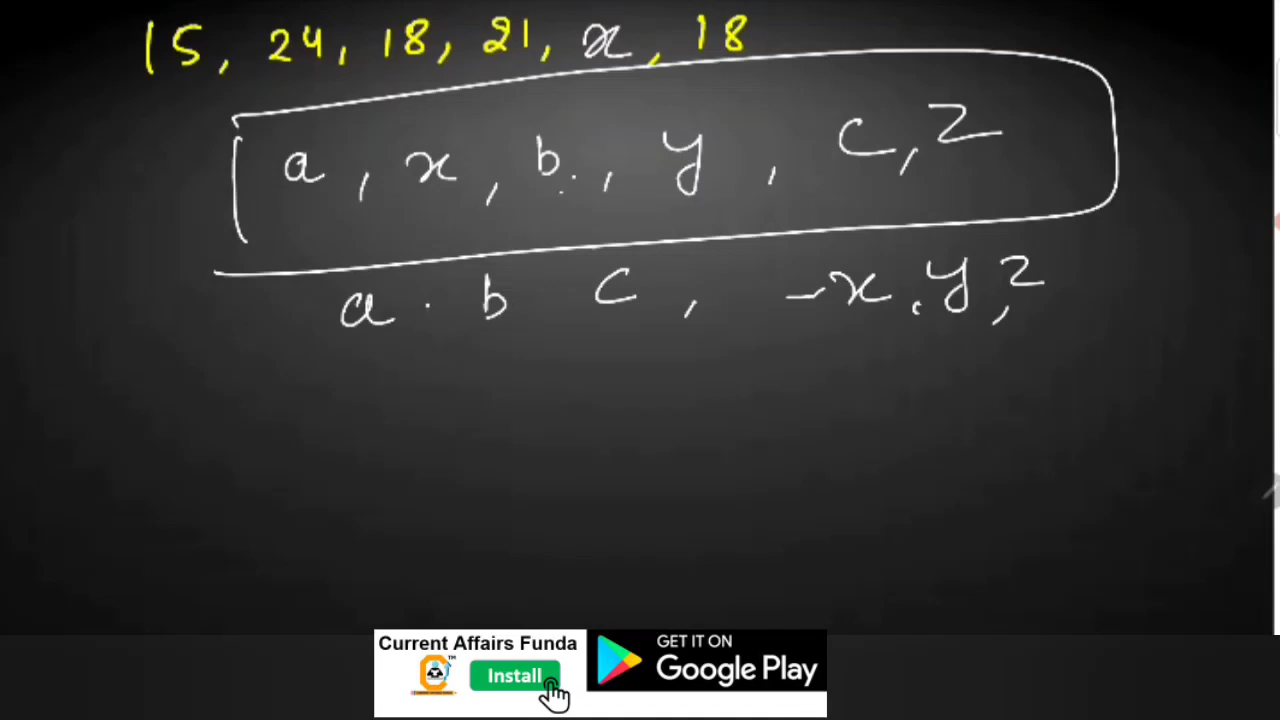 15, 24, 18, 21, x, 18
a, x, b, y, c, z
a . b c, -x, y, z
Current Affairs Funda
Install
GET IT ON
Google Play